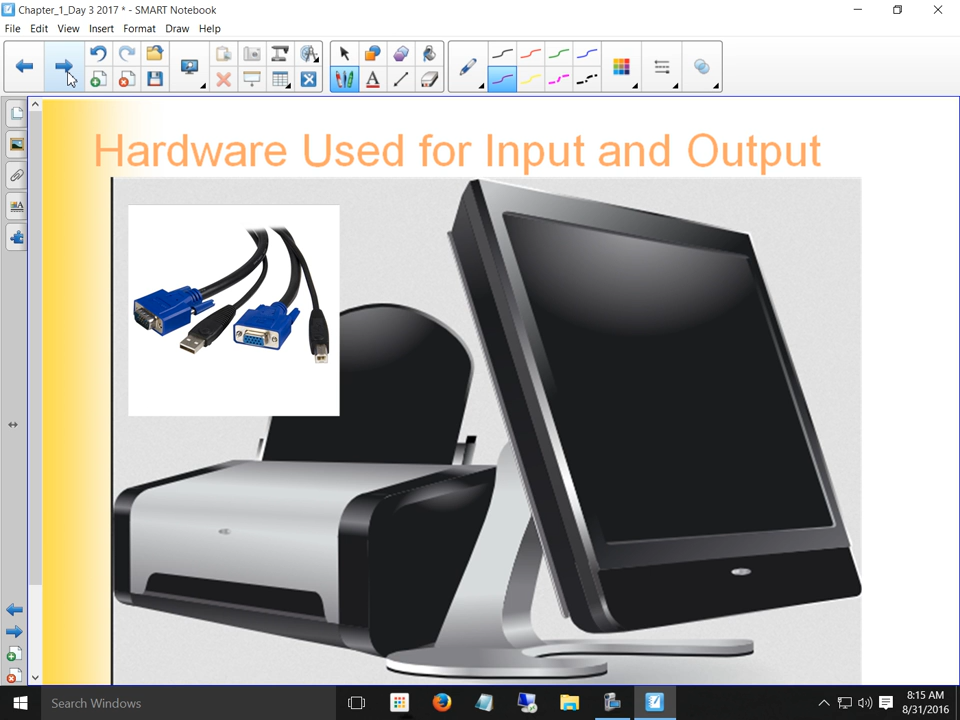 Chapter_1_Day 3 2017 * - SMART Notebook
File Edit View Insert Format Draw Help
Hardware Used for Input and Output
Search Windows
8:15 AM
8/31/2016